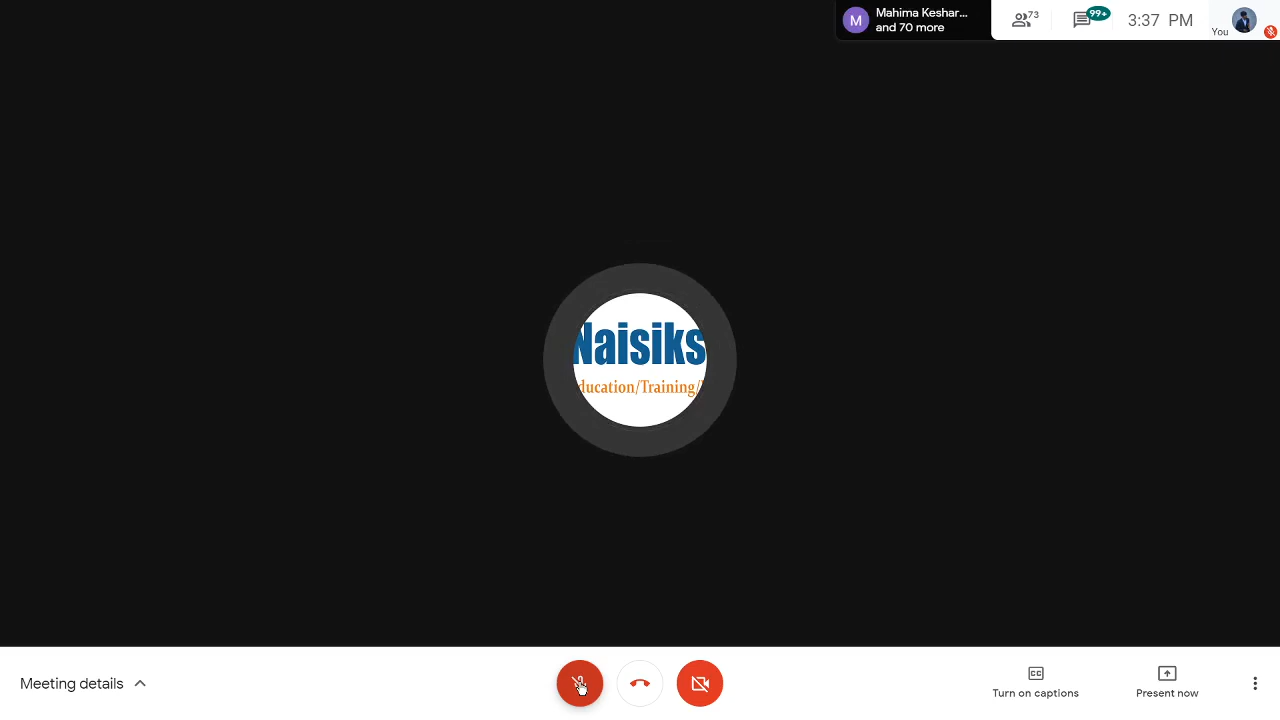 M
Mahima Keshar...
and 70 more
73
99+
3:37 PM
You
Naisiks
ducation/Training/
Meeting details
CC
Turn on captions
Present now